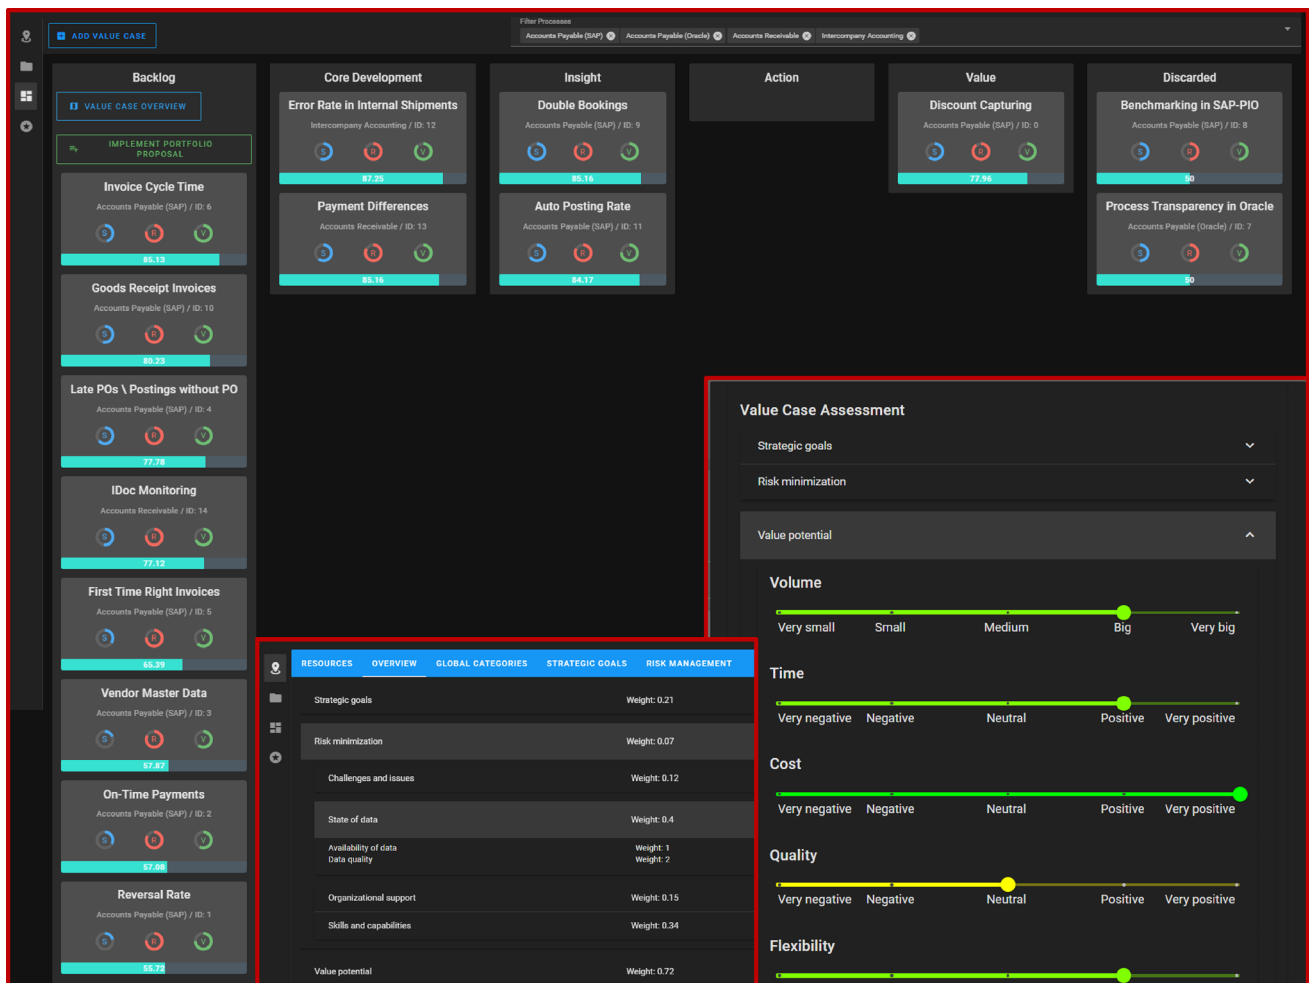 ADD VALUE CASE
Filter Processes
Accounts Payable (SAP) Accounts Payable (Oracle) Accounts Receivable Intercompany Accounting
Backlog
VALUE CASE OVERVIEW
IMPLEMENT PORTFOLIO
PROPOSAL
Invoice Cycle Time
Accounts Payable (SAP) / ID: 6
S R V
85.13
Goods Receipt Invoices
Accounts Payable (SAP) / ID: 10
S R V
80.23
Late POs \ Postings without PO
Accounts Payable (SAP) / ID: 4
S R V
77.78
IDoc Monitoring
Accounts Receivable / ID: 14
S R V
77.12
First Time Right Invoices
Accounts Payable (SAP) / ID: 5
S R V
65.39
Vendor Master Data
Accounts Payable (SAP) / ID: 3
S R V
57.87
On-Time Payments
Accounts Payable (SAP) / ID: 2
S R V
57.08
Reversal Rate
Accounts Payable (SAP) / ID: 1
S R V
55.72
Core Development
Error Rate in Internal Shipments
Intercompany Accounting / ID: 12
S R V
87.25
Payment Differences
Accounts Receivable / ID: 13
S R V
85.16
Insight
Double Bookings
Accounts Payable (SAP) / ID: 9
S R V
85.16
Auto Posting Rate
Accounts Payable (SAP) / ID: 11
S R V
84.17
Action
Value
Discount Capturing
Accounts Payable (SAP) / ID: 0
S R V
77.96
Discarded
Benchmarking in SAP-PIO
Accounts Payable (SAP) / ID: 8
S R V
50
Process Transparency in Oracle
Accounts Payable (Oracle) / ID: 7
S R V
50
RESOURCES OVERVIEW GLOBAL CATEGORIES STRATEGIC GOALS RISK MANAGEMENT
Strategic goals Weight: 0.21
Risk minimization Weight: 0.07
Challenges and issues Weight: 0.12
State of data Weight: 0.4
Availability of data Weight: 1
Data quality Weight: 2
Organizational support Weight: 0.15
Skills and capabilities Weight: 0.34
Value potential Weight: 0.72
Value Case Assessment
Strategic goals
Risk minimization
Value potential
Volume
Very small Small Medium Big Very big
Time
Very negative Negative Neutral Positive Very positive
Cost
Very negative Negative Neutral Positive Very positive
Quality
Very negative Negative Neutral Positive Very positive
Flexibility